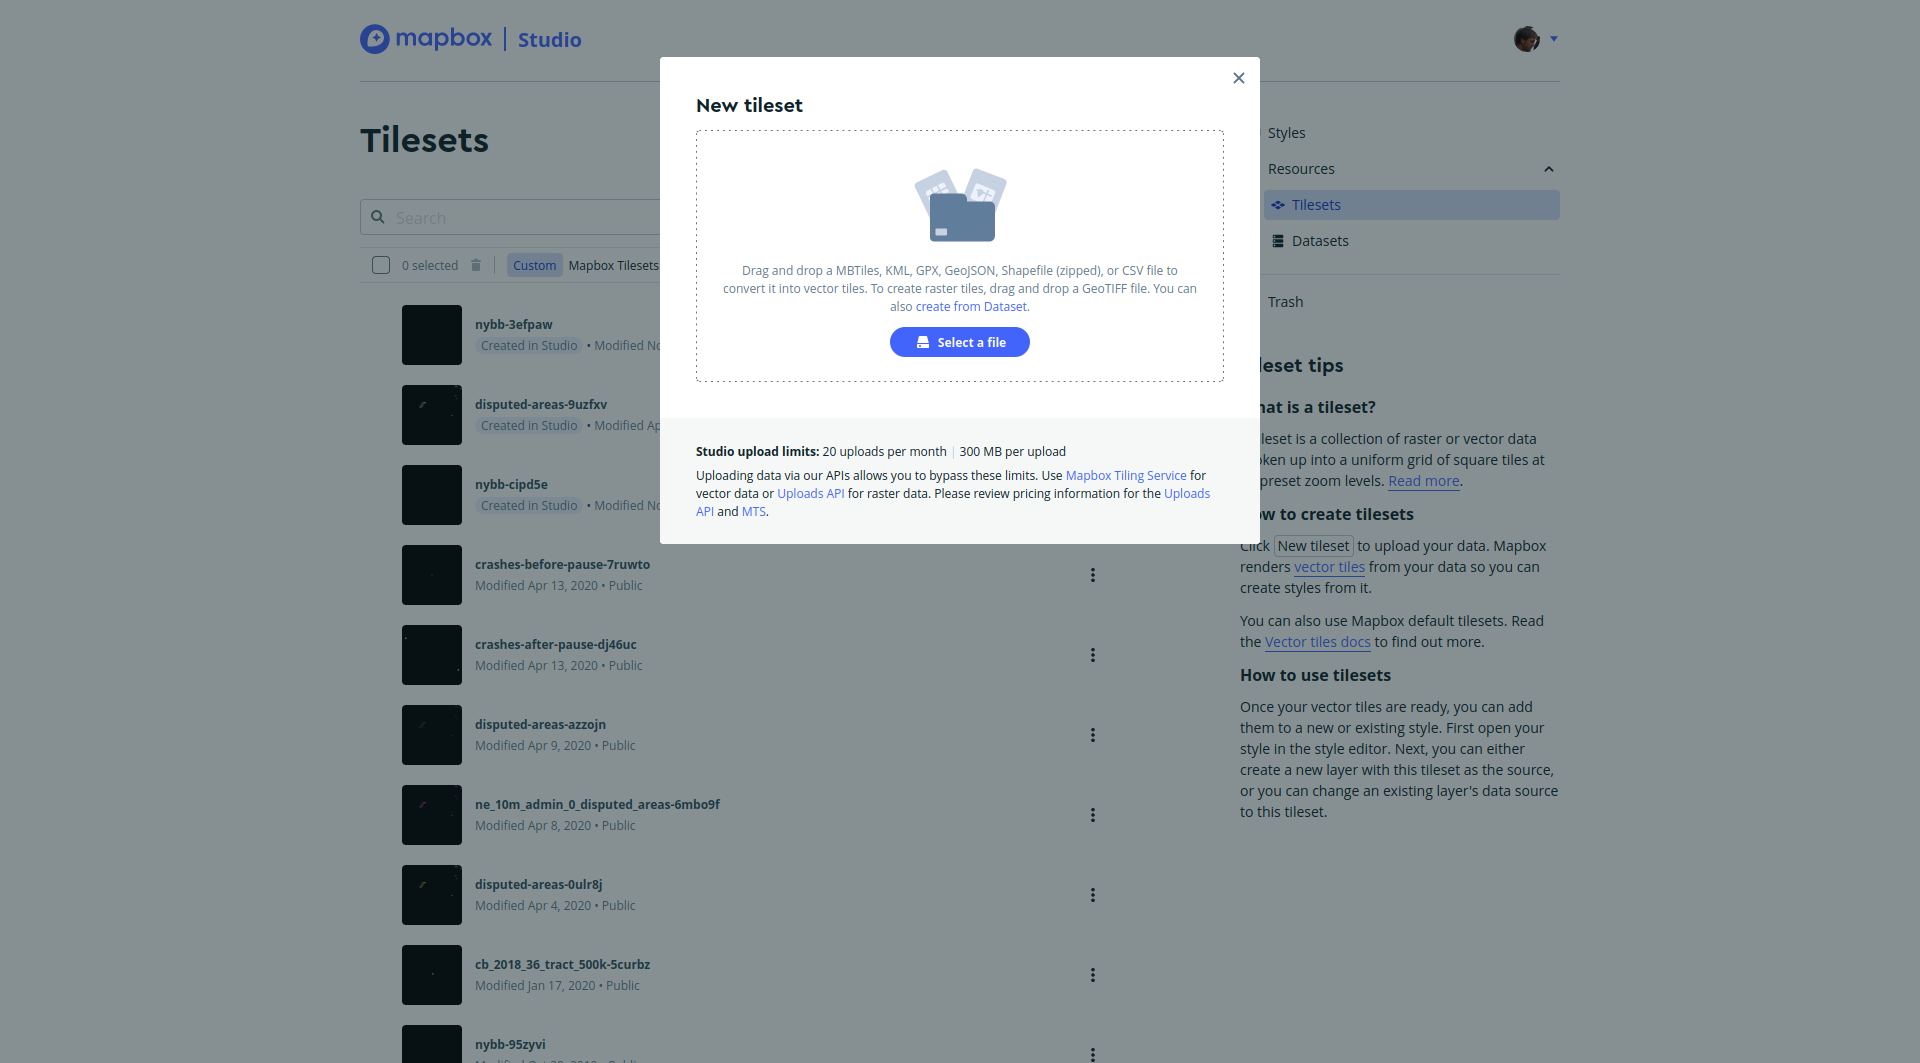 mapbox | Studio
New tileset
Drag and drop a MBTiles, KML, GPX, GeoJSON, Shapefile (zipped), or CSV file to
convert it into vector tiles. To create raster tiles, drag and drop a GeoTIFF file. You can
also create from Dataset.
Select a file
Studio upload limits: 20 uploads per month | 300 MB per upload
Uploading data via our APIs allows you to bypass these limits. Use Mapbox Tiling Service for
vector data or Uploads API for raster data. Please review pricing information for the Uploads
API and MTS.
Tilesets
Search
0 selected
Custom
Mapbox Tilesets
nybb-3efpaw
Created in Studio • Modified
disputed-areas-9uzfxv
Created in Studio • Modified
nybb-cipd5e
Created in Studio • Modified
crashes-before-pause-7ruwto
Modified Apr 13, 2020 • Public
crashes-after-pause-dj46uc
Modified Apr 13, 2020 • Public
disputed-areas-azzojn
Modified Apr 9, 2020 • Public
ne_10m_admin_0_disputed_areas-6mbo9f
Modified Apr 8, 2020 • Public
disputed-areas-0ulr8j
Modified Apr 4, 2020 • Public
cb_2018_36_tract_500k-5curbz
Modified Jan 17, 2020 • Public
nybb-95zyvi
Styles
Resources
Tilesets
Datasets
Trash
leset tips
at is a tileset?
leset is a collection of raster or vector data
ken up into a uniform grid of square tiles at
preset zoom levels. Read more.
w to create tilesets
Click New tileset to upload your data. Mapbox
renders vector tiles from your data so you can
create styles from it.
You can also use Mapbox default tilesets. Read
the Vector tiles docs to find out more.
How to use tilesets
Once your vector tiles are ready, you can add
them to a new or existing style. First open your
style in the style editor. Next, you can either
create a new layer with this tileset as the source,
or you can change an existing layer's data source
to this tileset.